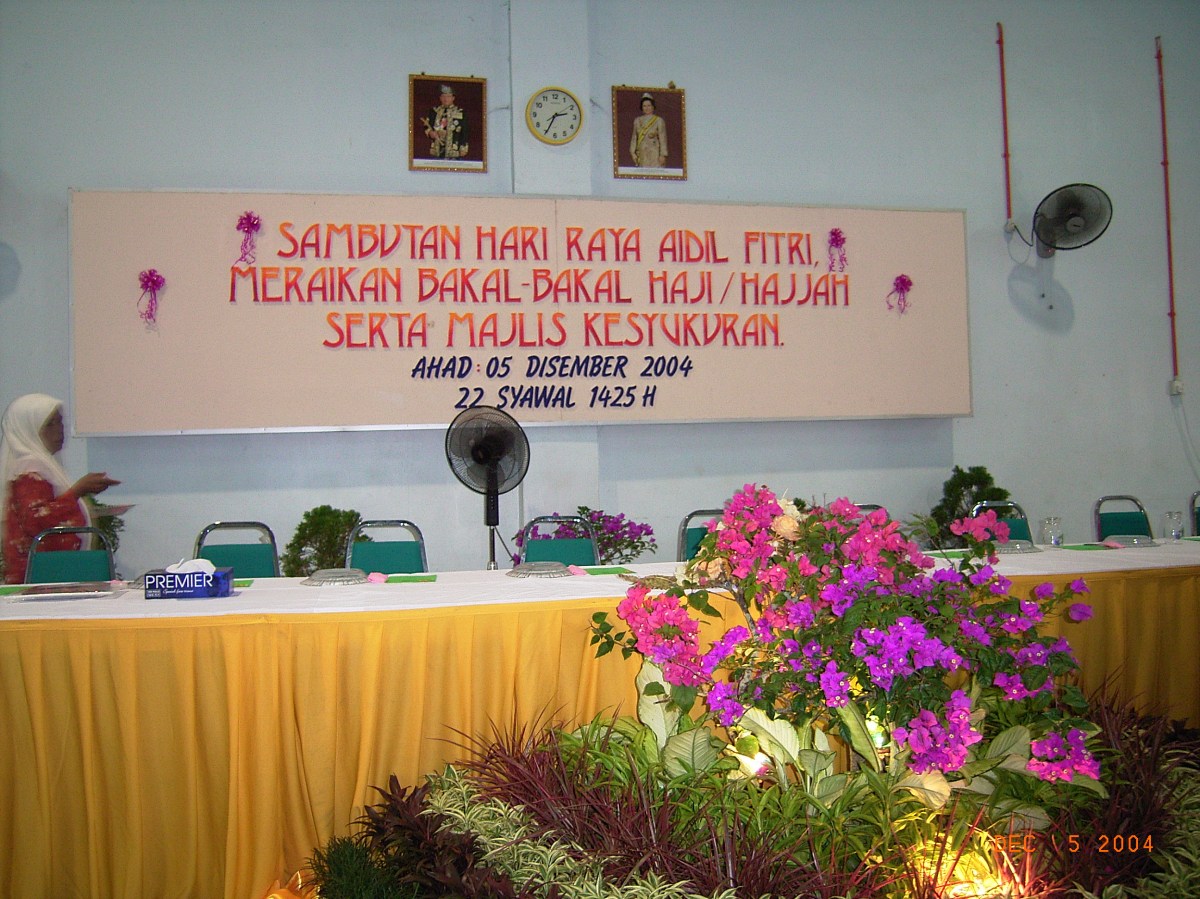 SAMBUTAN HARI RAYA AIDIL FITRI,
MERAIKAN BAKAL-BAKAL HAJI / HAJJAH
SERTA MAJLIS KESYUKURAN.
AHAD : 05 DISEMBER 2004
22 SYAWAL 1425 H
PREMIER
DEC 5 2004